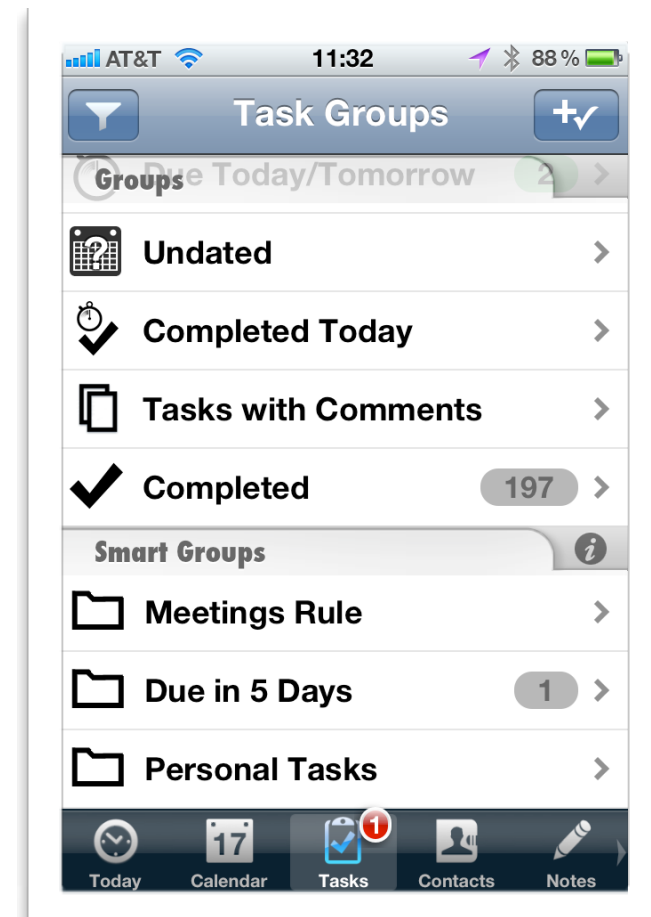 AT&T 11:32 88%
Task Groups
Groups Due Today/Tomorrow 2
Undated
Completed Today
Tasks with Comments
Completed 197
Smart Groups
Meetings Rule
Due in 5 Days 1
Personal Tasks
17 1
Today Calendar Tasks Contacts Notes